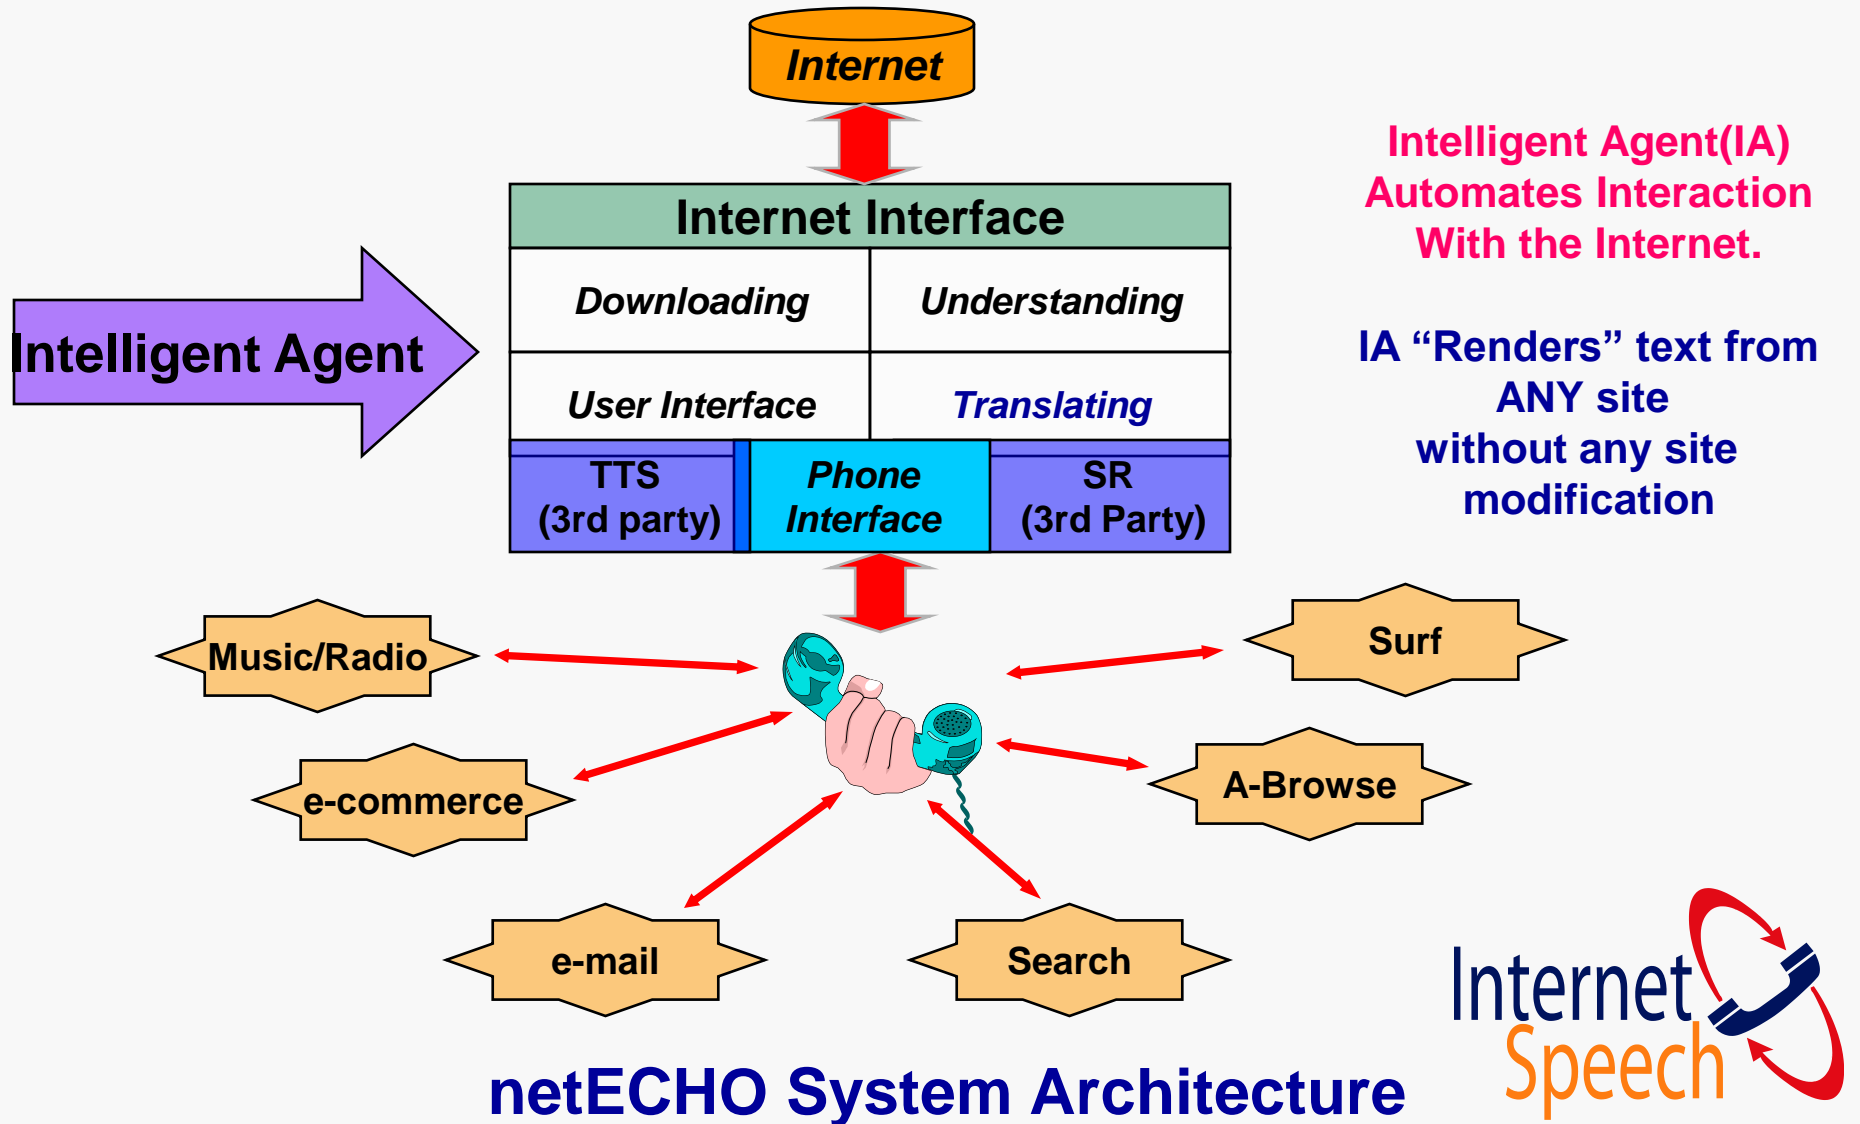 Internet
Internet Interface
Downloading
Understanding
User Interface
Translating
TTS
(3rd party)
Phone
Interface
SR
(3rd Party)
Intelligent Agent
Intelligent Agent(IA)
Automates Interaction
With the Internet.
IA “Renders” text from
ANY site
without any site
modification
Music/Radio
Surf
e-commerce
A-Browse
e-mail
Search
Internet
Speech
netECHO System Architecture